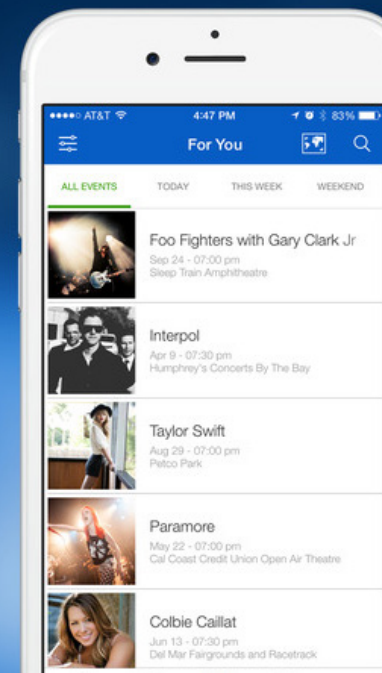 AT&T 4:47 PM 83%
For You
ALL EVENTS TODAY THIS WEEK WEEKEND
Foo Fighters with Gary Clark Jr
Sep 24 - 07:00 pm
Sleep Train Amphitheatre
Interpol
Apr 9 - 07:30 pm
Humphrey's Concerts By The Bay
Taylor Swift
Aug 29 - 07:00 pm
Petco Park
Paramore
May 22 - 07:00 pm
Cal Coast Credit Union Open Air Theatre
Colbie Caillat
Jun 13 - 07:30 pm
Del Mar Fairgrounds and Racetrack